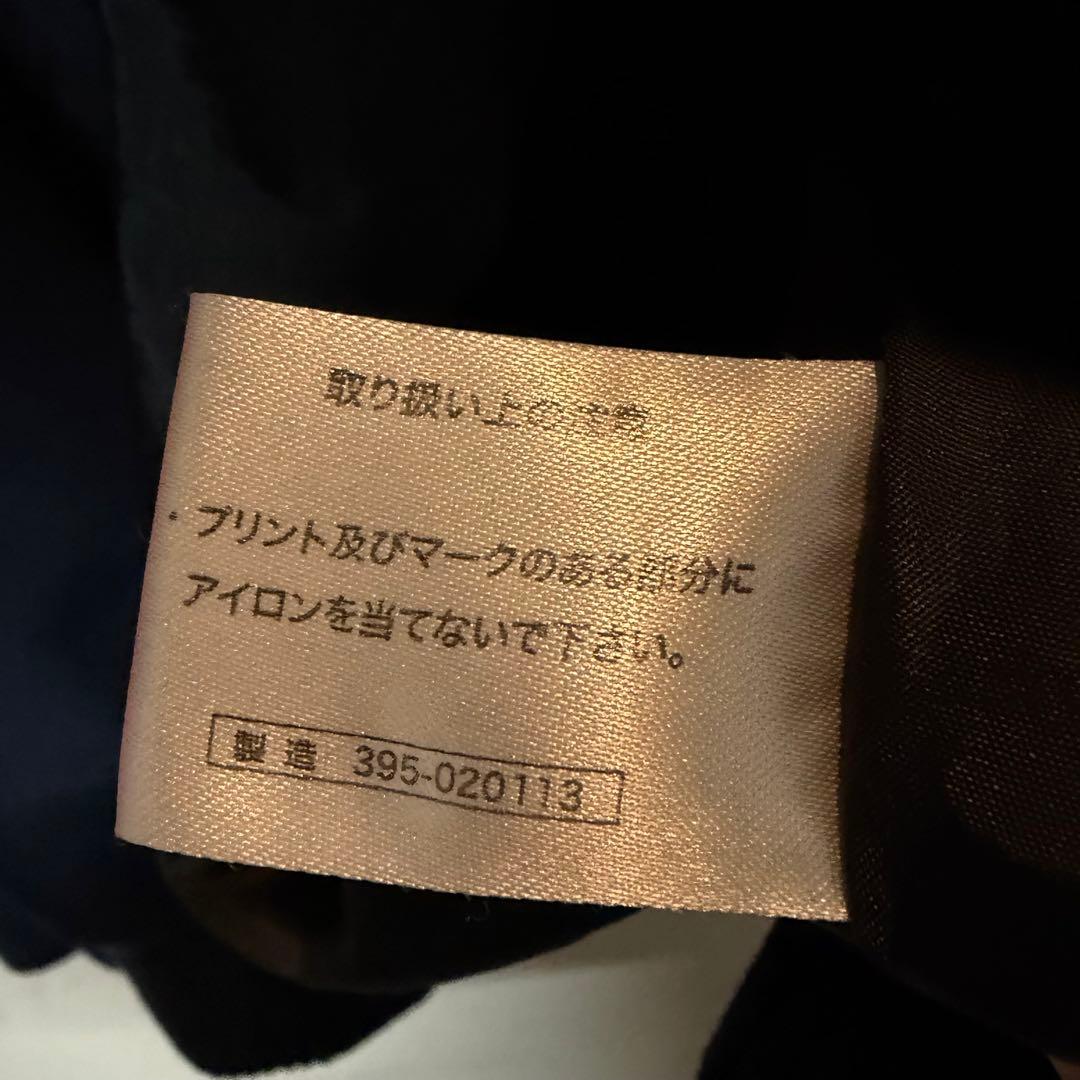 取り扱い上の注意
・プリント及びマークのある部分に
アイロンを当てないで下さい。
製造 395-020113